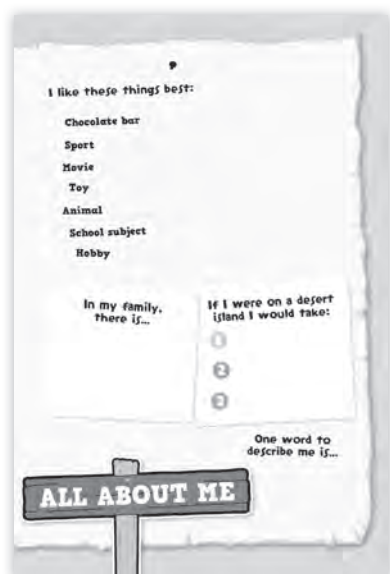 ?
I like these things best:
Chocolate bar
Sport
Movie
Toy
Animal
School subject
Hobby
In my family,
there is...
If I were on a desert
island I would take:
1
2
3
One word to
describe me is...
ALL ABOUT ME